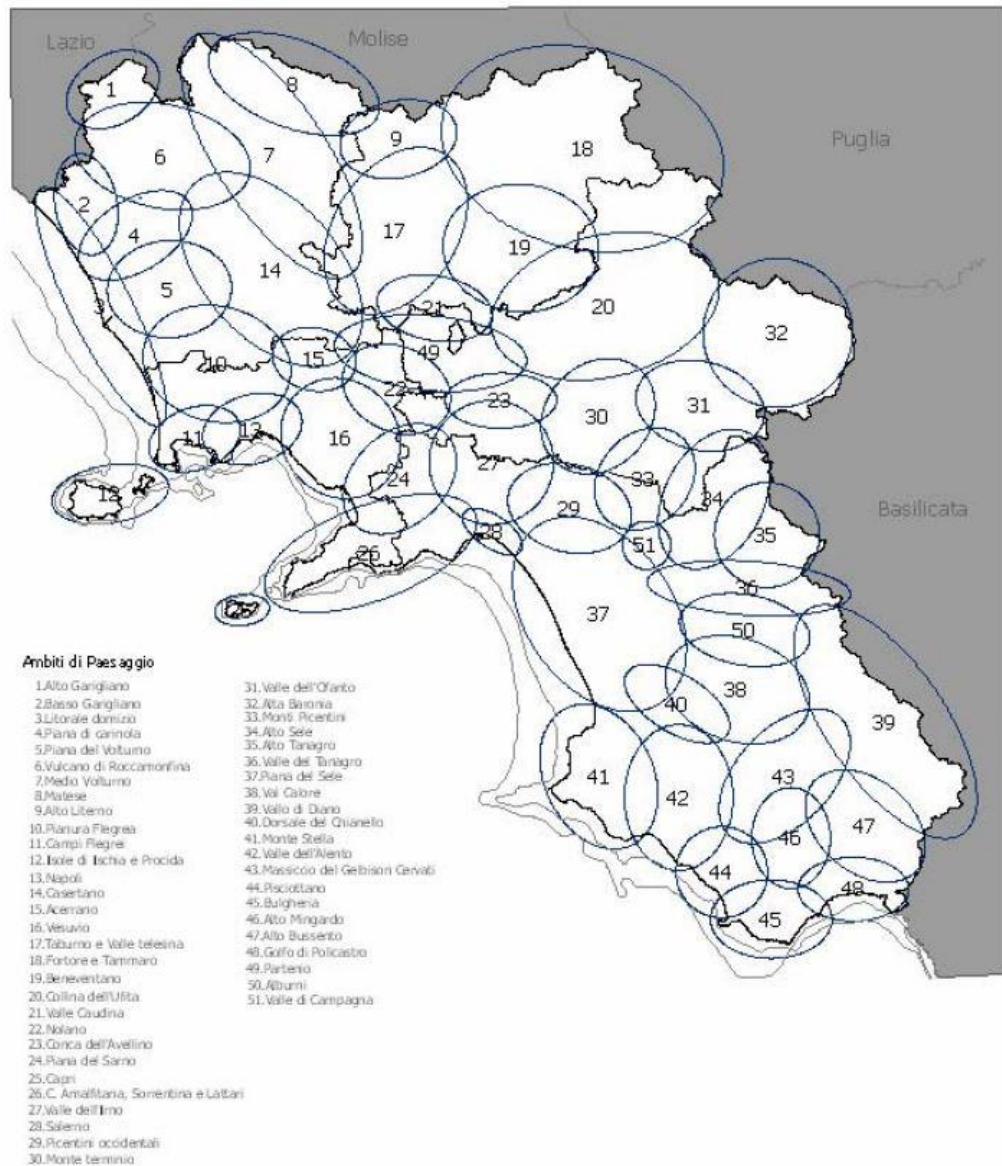 Lazio
Molise
Puglia
Basilicata
1
8
9
6
7
18
2
4
17
19
14
5
3
20
21
32
10
15
49
22
23
31
30
11
13
16
24
27
33
12
34
29
28
35
51
26
36
37
50
38
40
39
41
42
43
46
47
44
48
45
Ambiti di Paesaggio
1.Alto Garigliano
2.Basso Garigliano
3.Litorale domizio
4.Piana di carinola
5.Piana del Volturno
6.Vulcano di Roccamonfina
7.Medio Volturno
8.Matese
9.Alto Literno
10.Pianura Flegrea
11.Campi Flegrei
12.Isole di Ischia e Procida
13.Napoli
14.Casertano
15.Acerrano
16.Vesuvio
17.Taburno e Valle telesina
18.Fortore e Tammaro
19.Beneventano
20.Collina dell'Ufita
21.Valle Caudina
22.Nolano
23.Conca dell'Avellino
24.Piana del Sarno
25.Capri
26.C. Amalfitana, Sorrentina e Lattari
27.Valle dell'Irno
28.Salerno
29.Picentini occidentali
30.Monte terminio
31.Valle dell'Ofanto
32.Alta Baronia
33.Monti Picentini
34.Alto Sele
35.Alto Tanagro
36.Valle del Tanagro
37.Piana del Sele
38.Val Calore
39.Vallo di Diano
40.Dorsale del Chianello
41.Monte Stella
42.Valle dell'Alento
43.Massiccio del Gelbison Cervati
44.Pisciottano
45.Bulgheria
46.Alto Mingardo
47.Alto Bussento
48.Golfo di Policastro
49.Partenio
50.Alburni
51.Valle di Campagna